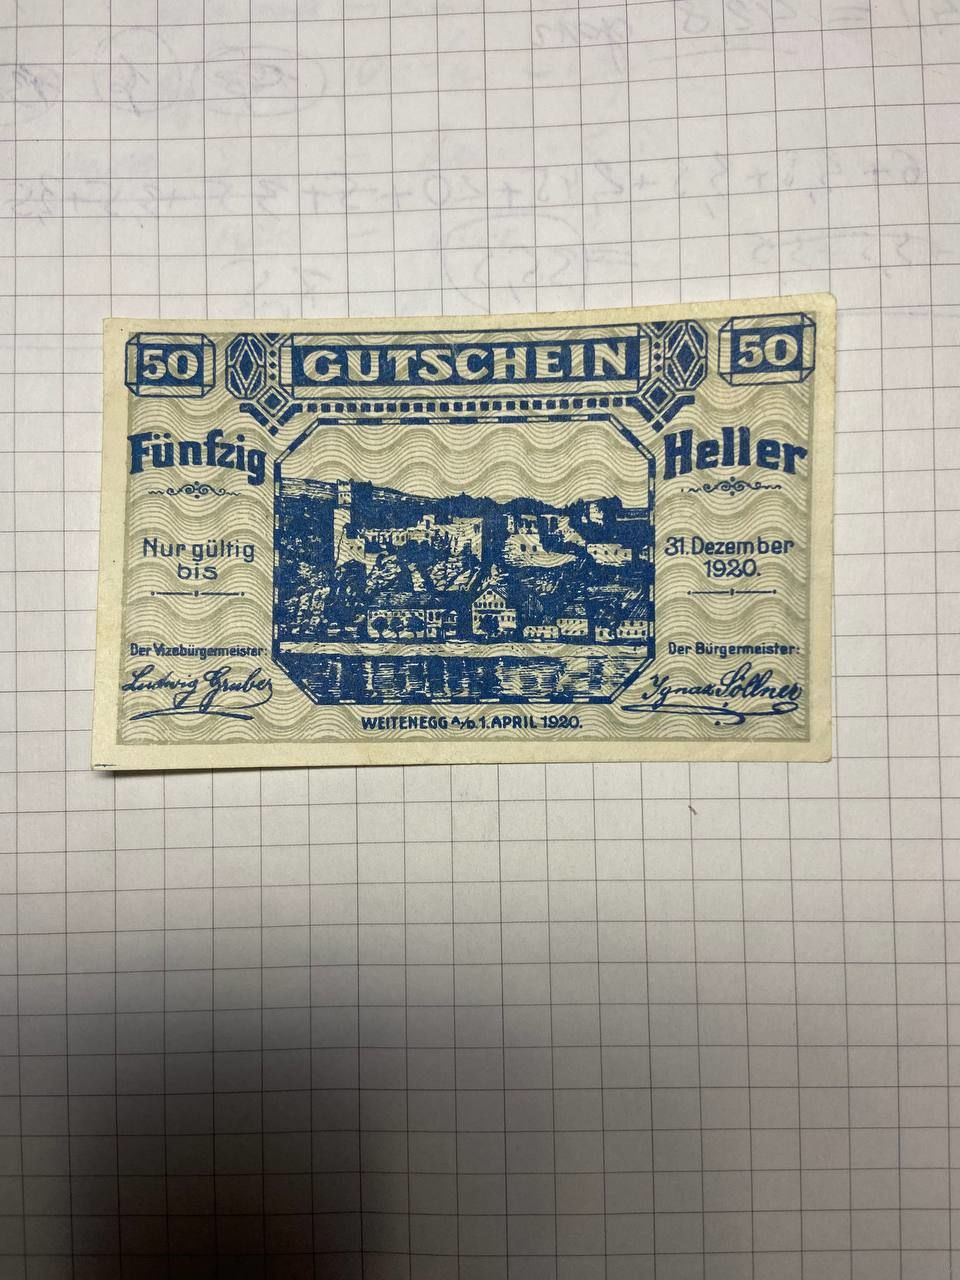 50 GUTSCHEIN 50
Fünfzig Heller
Nur gültig
bis
31. Dezember
1920.
Der Vizebürgermeister:
Ludwig Gruber
Der Bürgermeister:
Ignaz Söllner
WEITENEGG a/D. 1. APRIL 1920.